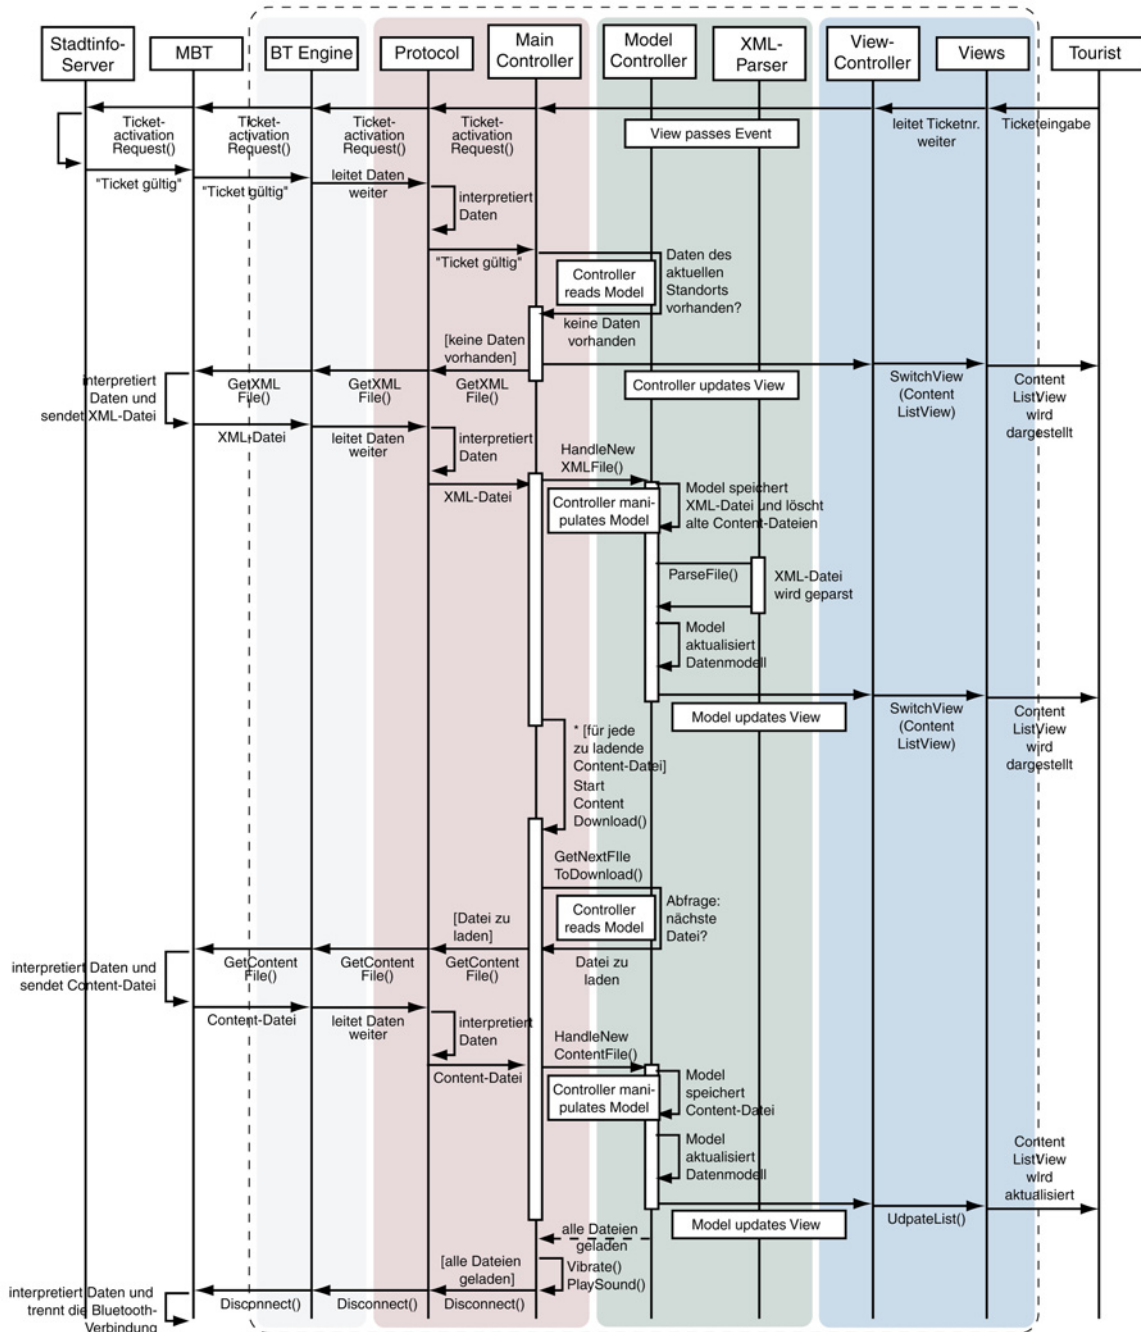 Stadtinfo-
Server
MBT
BT Engine
Protocol
Main
Controller
Model
Controller
XML-
Parser
View-
Controller
Views
Tourist
Ticket-
activation
Request()
Ticket-
activation
Request()
Ticket-
activation
Request()
Ticket-
activation
Request()
View passes Event
leitet Ticketnr.
weiter
Ticketeingabe
"Ticket gültig"
"Ticket gültig"
leitet Daten
weiter
interpretiert
Daten
"Ticket gültig"
Controller
reads Model
Daten des
aktuellen
Standorts
vorhanden?
keine Daten
vorhanden
[keine Daten
vorhanden]
interpretiert
Daten und
sendet XML-Datei
GetXML
File()
GetXML
File()
GetXML
File()
Controller updates View
SwitchView
(Content
ListView)
Content
ListView
wird
dargestellt
XML-Datei
leitet Daten
weiter
interpretiert
Daten
XML-Datei
HandleNew
XMLFile()
Controller mani-
pulates Model
Model speichert
XML-Datei und löscht
alte Content-Dateien
ParseFile()
XML-Datei
wird geparst
Model
aktualisiert
Datenmodell
Model updates View
SwitchView
(Content
ListView)
Content
ListView
wird
dargestellt
* [für jede
zu ladende
Content-Datei]
Start
Content
Download()
GetNextFIle
ToDownload()
Controller
reads Model
Abfrage:
nächste
Datei?
Datei zu
laden
[Datei zu
laden]
interpretiert Daten und
sendet Content-Datei
GetContent
File()
GetContent
File()
GetContent
File()
Content-Datei
leitet Daten
weiter
interpretiert
Daten
Content-Datei
HandleNew
ContentFile()
Controller mani-
pulates Model
Model
speichert
Content-Datei
Model
aktualisiert
Datenmodell
Model updates View
UdpateList()
Content
ListView
wird
aktualisiert
alle Dateien
geladen
[alle Dateien
geladen]
Vibrate()
PlaySound()
interpretiert Daten und
trennt die Bluetooth-
Verbindung
Disconnect()
Disconnect()
Disconnect()